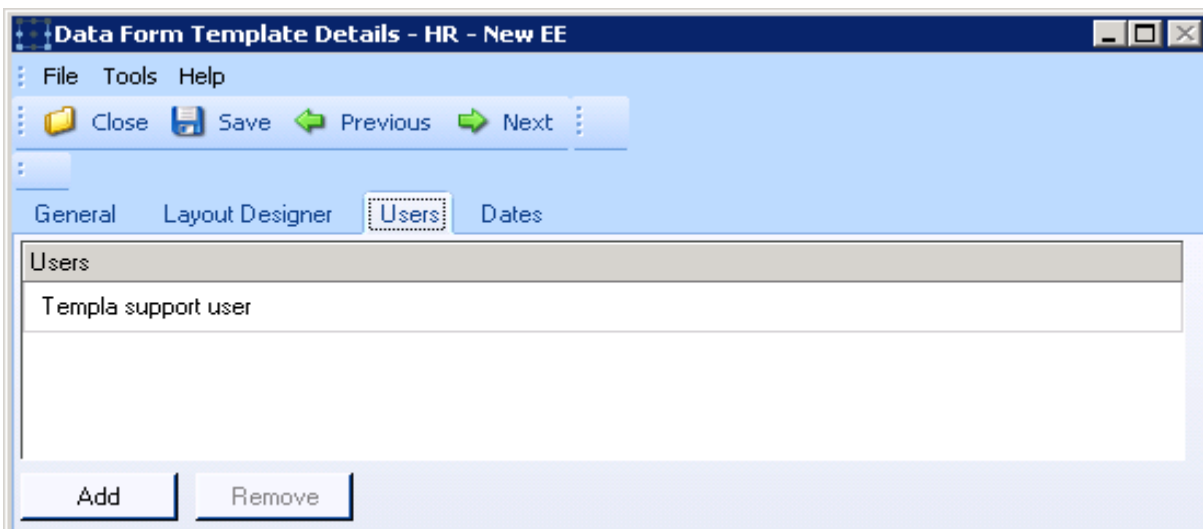 Data Form Template Details - HR - New EE
File Tools Help
Close Save Previous Next
General Layout Designer Users Dates
Users
Templa support user
Add Remove